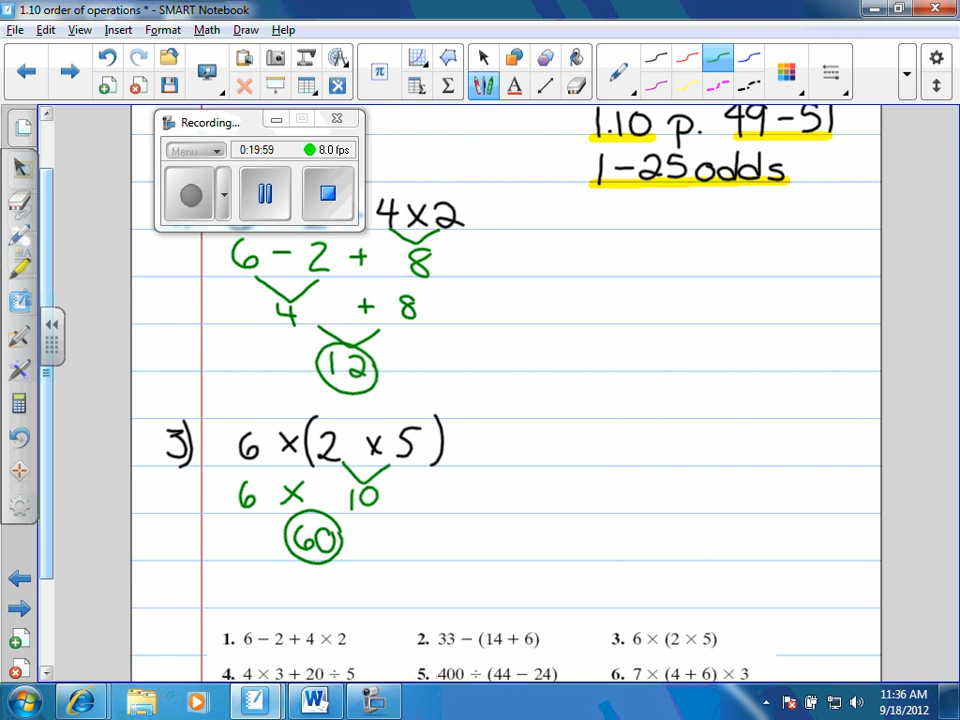 1.10 order of operations * - SMART Notebook
File Edit View Insert Format Math Draw Help
Recording...
Menu 0:19:59 8.0 fps
1.10 p. 49-51
1-25 odds
4 x 2
6 - 2 + 8
4 + 8
12
3) 6 x (2 x 5)
6 x 10
60
1. 6 − 2 + 4 × 2 2. 33 − (14 + 6) 3. 6 × (2 × 5)
4. 4 × 3 + 20 ÷ 5 5. 400 ÷ (44 − 24) 6. 7 × (4 + 6) × 3
11:36 AM
9/18/2012